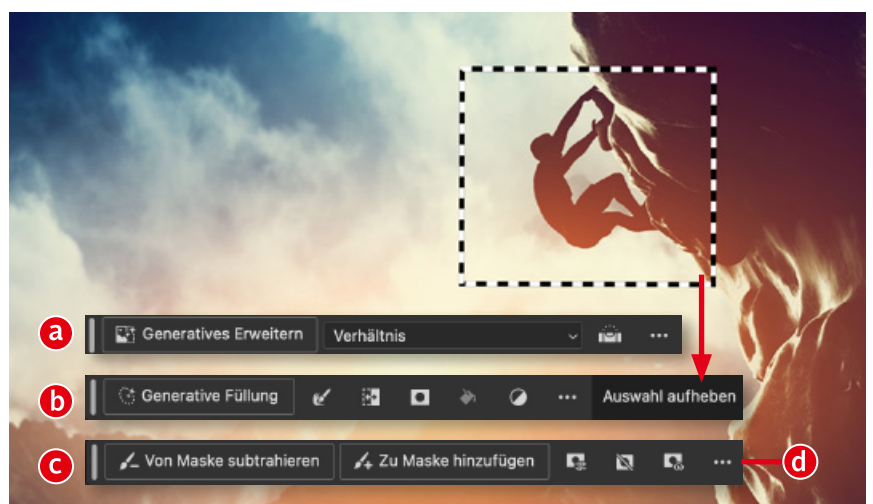 a Generatives Erweitern Verhältnis
b Generative Füllung Auswahl aufheben
c Von Maske subtrahieren Zu Maske hinzufügen d